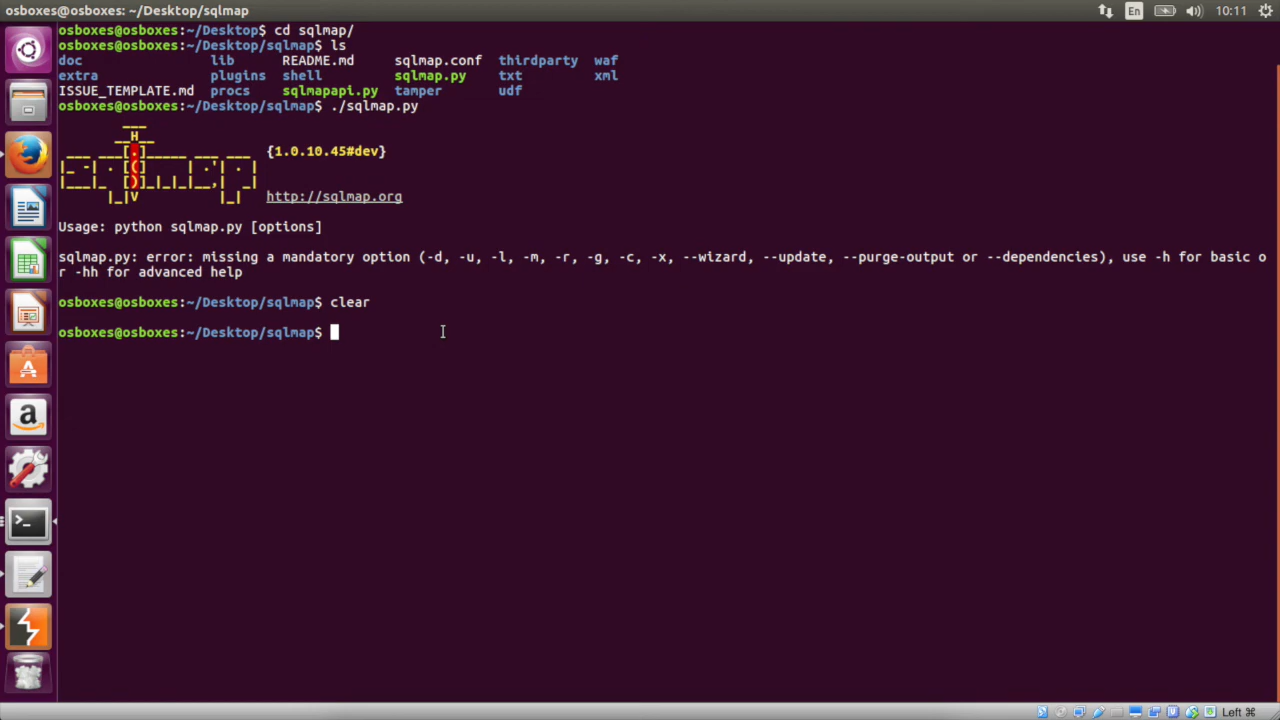 osboxes@osboxes: ~/Desktop/sqlmap
En
10:11
osboxes@osboxes:~/Desktop$ cd sqlmap/
osboxes@osboxes:~/Desktop/sqlmap$ ls
doc lib README.md sqlmap.conf thirdparty waf
extra plugins shell sqlmap.py txt xml
ISSUE_TEMPLATE.md procs sqlmapapi.py tamper udf
osboxes@osboxes:~/Desktop/sqlmap$ ./sqlmap.py
{1.0.10.45#dev}
http://sqlmap.org
Usage: python sqlmap.py [options]
sqlmap.py: error: missing a mandatory option (-d, -u, -l, -m, -r, -g, -c, -x, --wizard, --update, --purge-output or --dependencies), use -h for basic o
r -hh for advanced help
osboxes@osboxes:~/Desktop/sqlmap$ clear
osboxes@osboxes:~/Desktop/sqlmap$
Left ⌘